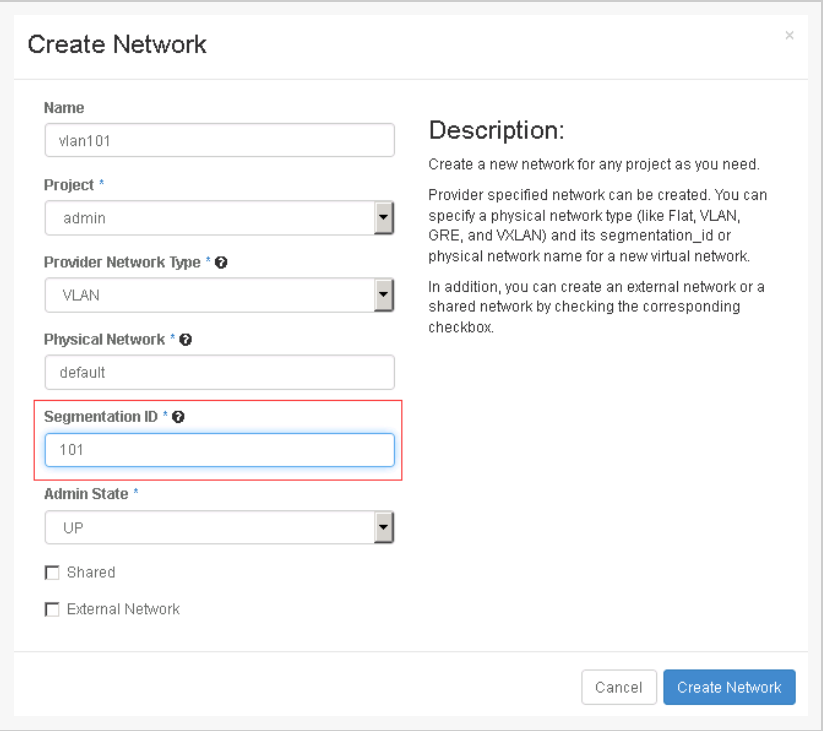 Create Network
×
Name
vlan101
Project *
admin
Provider Network Type * ?
VLAN
Physical Network * ?
default
Segmentation ID * ?
101
Admin State *
UP
Shared
External Network
Description:
Create a new network for any project as you need.
Provider specified network can be created. You can
specify a physical network type (like Flat, VLAN,
GRE, and VXLAN) and its segmentation_id or
physical network name for a new virtual network.
In addition, you can create an external network or a
shared network by checking the corresponding
checkbox.
Cancel
Create Network